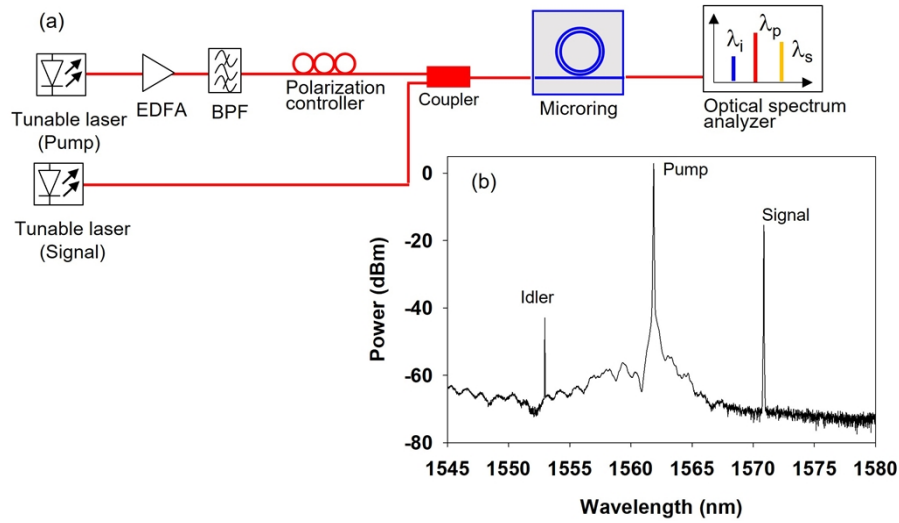 (a)
λi
λp
λs
EDFA
BPF
Polarization
controller
Coupler
Microring
Optical spectrum
analyzer
Tunable laser
(Pump)
Tunable laser
(Signal)
(b)
Pump
Signal
Idler
Power (dBm)
0
-20
-40
-60
-80
1545 1550 1555 1560 1565 1570 1575 1580
Wavelength (nm)